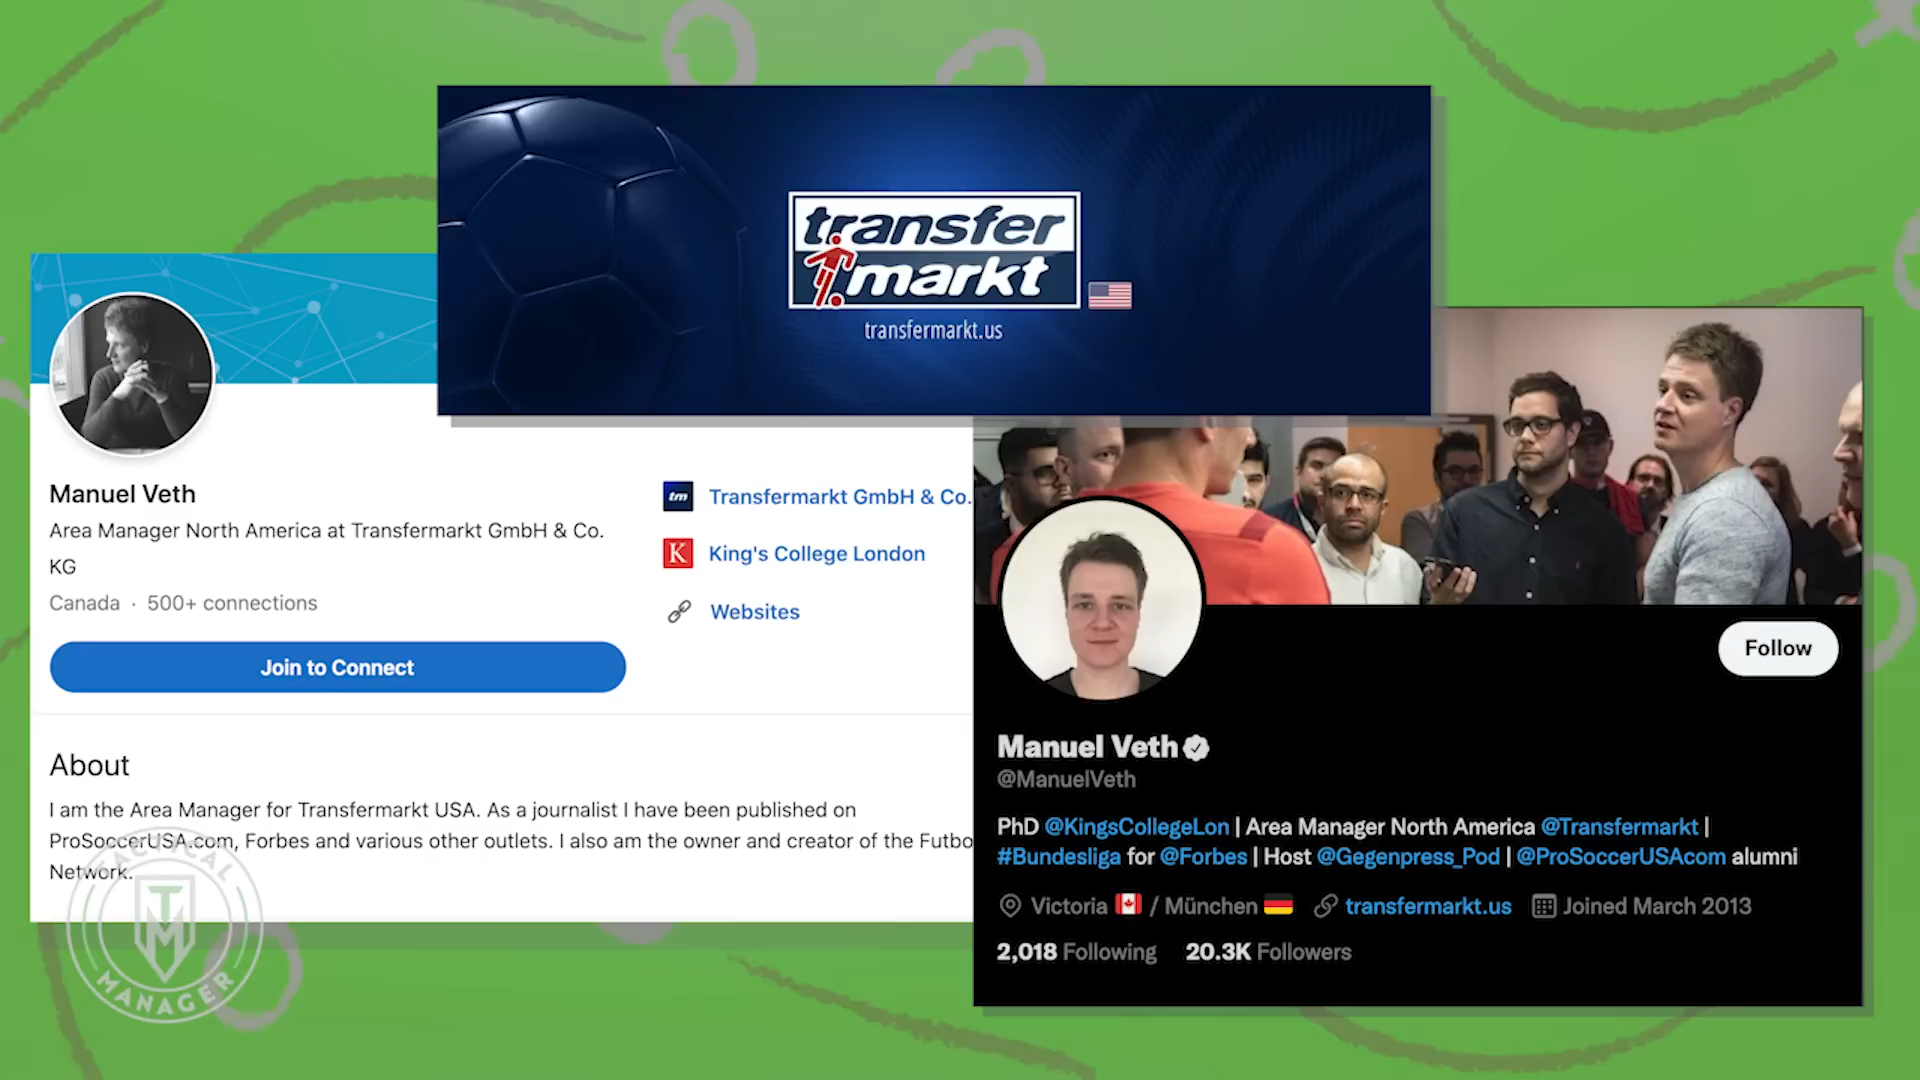 transfer
markt
transfermarkt.us
Manuel Veth
Area Manager North America at Transfermarkt GmbH & Co.
KG
Canada · 500+ connections
Join to Connect
tm Transfermarkt GmbH & Co.
K King's College London
Websites
About
I am the Area Manager for Transfermarkt USA. As a journalist I have been published on
ProSoccerUSA.com, Forbes and various other outlets. I also am the owner and creator of the Futbo
Network.
TACTICAL
TM
MANAGER
Follow
Manuel Veth
@ManuelVeth
PhD @KingsCollegeLon | Area Manager North America @Transfermarkt |
#Bundesliga for @Forbes | Host @Gegenpress_Pod | @ProSoccerUSAcom alumni
Victoria / München transfermarkt.us Joined March 2013
2,018 Following 20.3K Followers